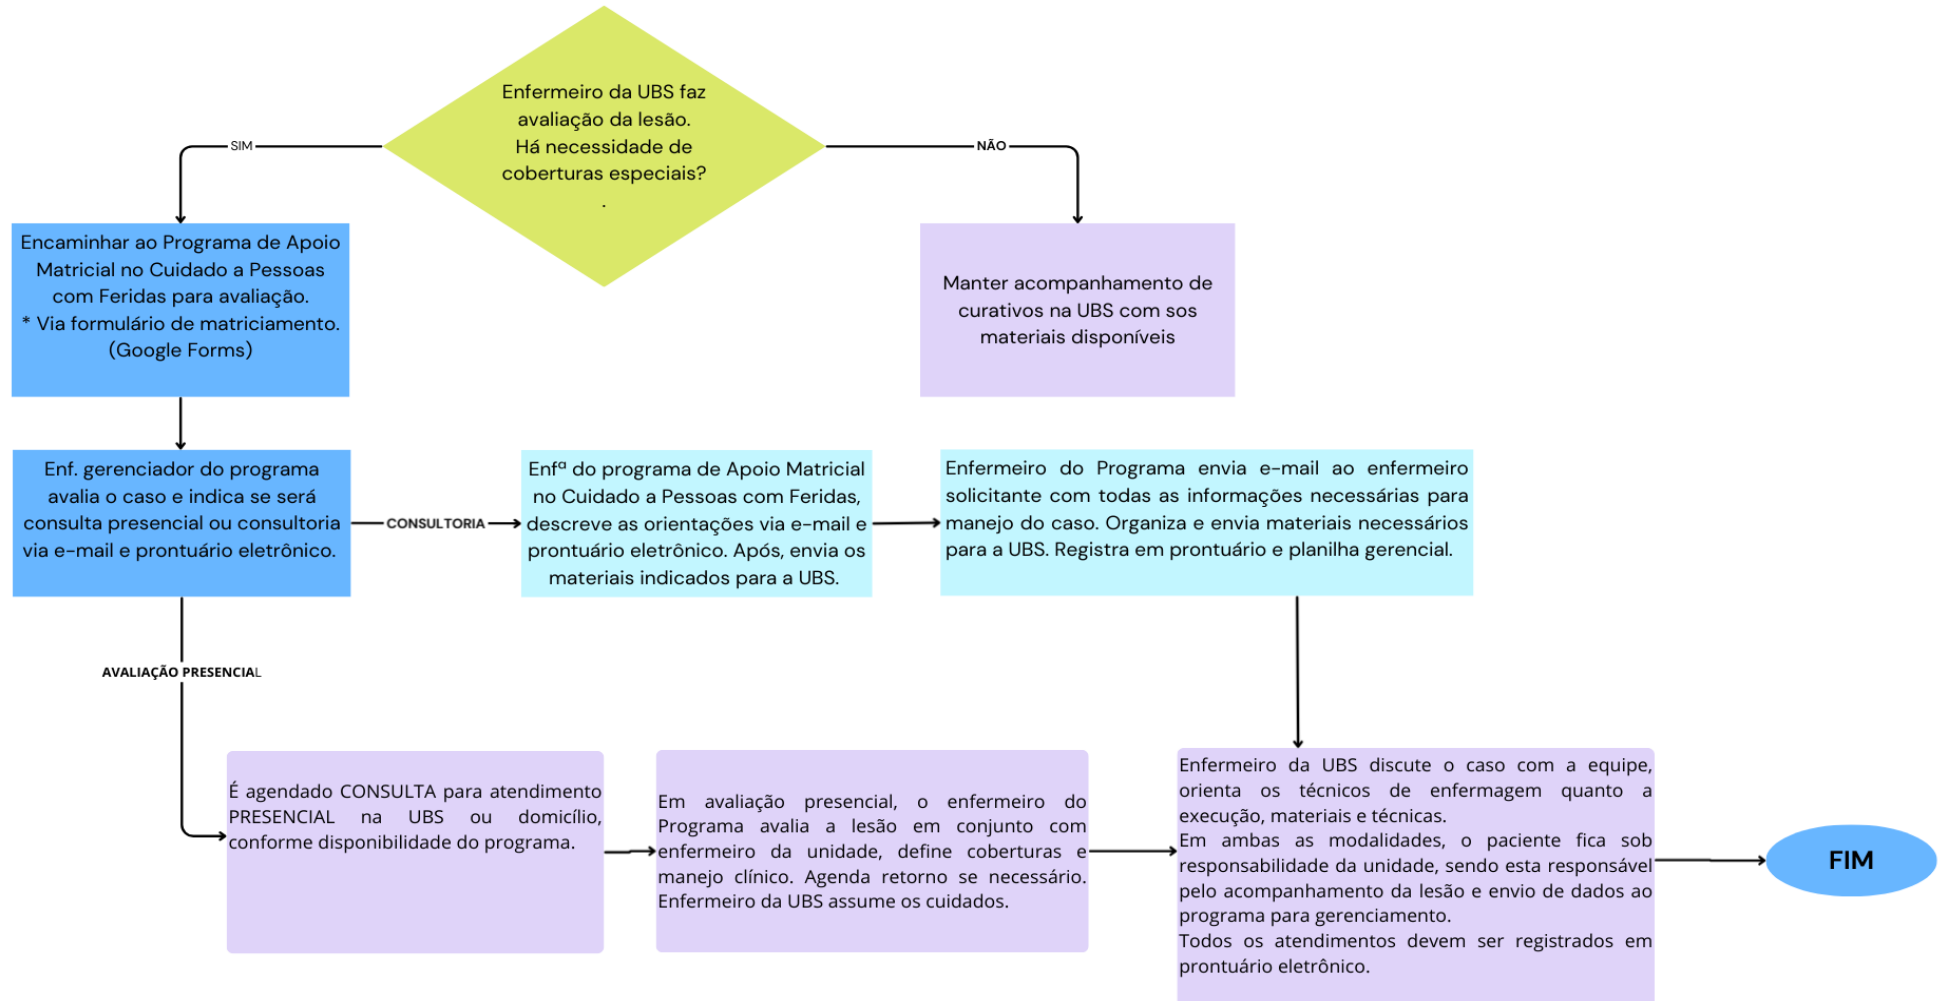 Enfermeiro da UBS faz
avaliação da lesão.
Há necessidade de
coberturas especiais?
.
SIM
NÃO
Encaminhar ao Programa de Apoio
Matricial no Cuidado a Pessoas
com Feridas para avaliação.
* Via formulário de matriciamento.
(Google Forms)
Manter acompanhamento de
curativos na UBS com sos
materiais disponíveis
Enf. gerenciador do programa
avalia o caso e indica se será
consulta presencial ou consultoria
via e-mail e prontuário eletrônico.
CONSULTORIA
Enfª do programa de Apoio Matricial
no Cuidado a Pessoas com Feridas,
descreve as orientações via e-mail e
prontuário eletrônico. Após, envia os
materiais indicados para a UBS.
Enfermeiro do Programa envia e-mail ao enfermeiro
solicitante com todas as informações necessárias para
manejo do caso. Organiza e envia materiais necessários
para a UBS. Registra em prontuário e planilha gerencial.
AVALIAÇÃO PRESENCIAL
É agendado CONSULTA para atendimento
PRESENCIAL na UBS ou domicílio,
conforme disponibilidade do programa.
Em avaliação presencial, o enfermeiro do
Programa avalia a lesão em conjunto com
enfermeiro da unidade, define coberturas e
manejo clínico. Agenda retorno se necessário.
Enfermeiro da UBS assume os cuidados.
Enfermeiro da UBS discute o caso com a equipe,
orienta os técnicos de enfermagem quanto a
execução, materiais e técnicas.
Em ambas as modalidades, o paciente fica sob
responsabilidade da unidade, sendo esta responsável
pelo acompanhamento da lesão e envio de dados ao
programa para gerenciamento.
Todos os atendimentos devem ser registrados em
prontuário eletrônico.
FIM